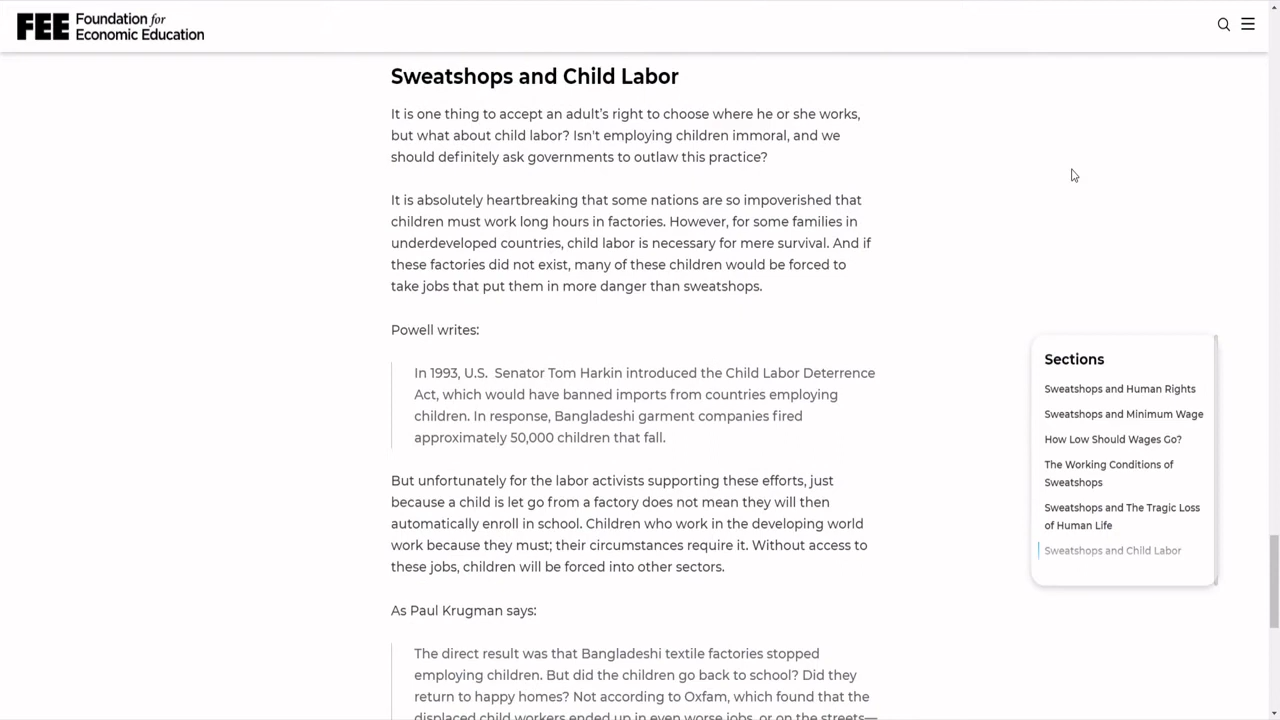 FEE Foundation for
Economic Education
Sweatshops and Child Labor
It is one thing to accept an adult’s right to choose where he or she works,
but what about child labor? Isn't employing children immoral, and we
should definitely ask governments to outlaw this practice?
It is absolutely heartbreaking that some nations are so impoverished that
children must work long hours in factories. However, for some families in
underdeveloped countries, child labor is necessary for mere survival. And if
these factories did not exist, many of these children would be forced to
take jobs that put them in more danger than sweatshops.
Powell writes:
In 1993, U.S.  Senator Tom Harkin introduced the Child Labor Deterrence
Act, which would have banned imports from countries employing
children. In response, Bangladeshi garment companies fired
approximately 50,000 children that fall.
But unfortunately for the labor activists supporting these efforts, just
because a child is let go from a factory does not mean they will then
automatically enroll in school. Children who work in the developing world
work because they must; their circumstances require it. Without access to
these jobs, children will be forced into other sectors.
As Paul Krugman says:
The direct result was that Bangladeshi textile factories stopped
employing children. But did the children go back to school? Did they
return to happy homes? Not according to Oxfam, which found that the
displaced child workers ended up in even worse jobs, or on the streets—
Sections
Sweatshops and Human Rights
Sweatshops and Minimum Wage
How Low Should Wages Go?
The Working Conditions of
Sweatshops
Sweatshops and The Tragic Loss
of Human Life
Sweatshops and Child Labor